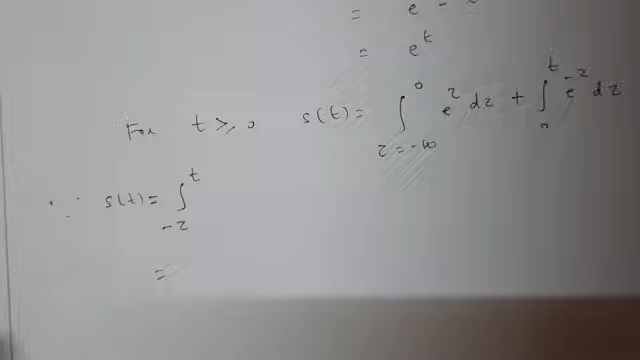 = e -
= e^t
For t ≥ 0 s(t) = ∫_{z=-∞}^{0} e^z dz + ∫_0^t e^{-z} dz
∵ s(t) = ∫_{-z}^{t}
=